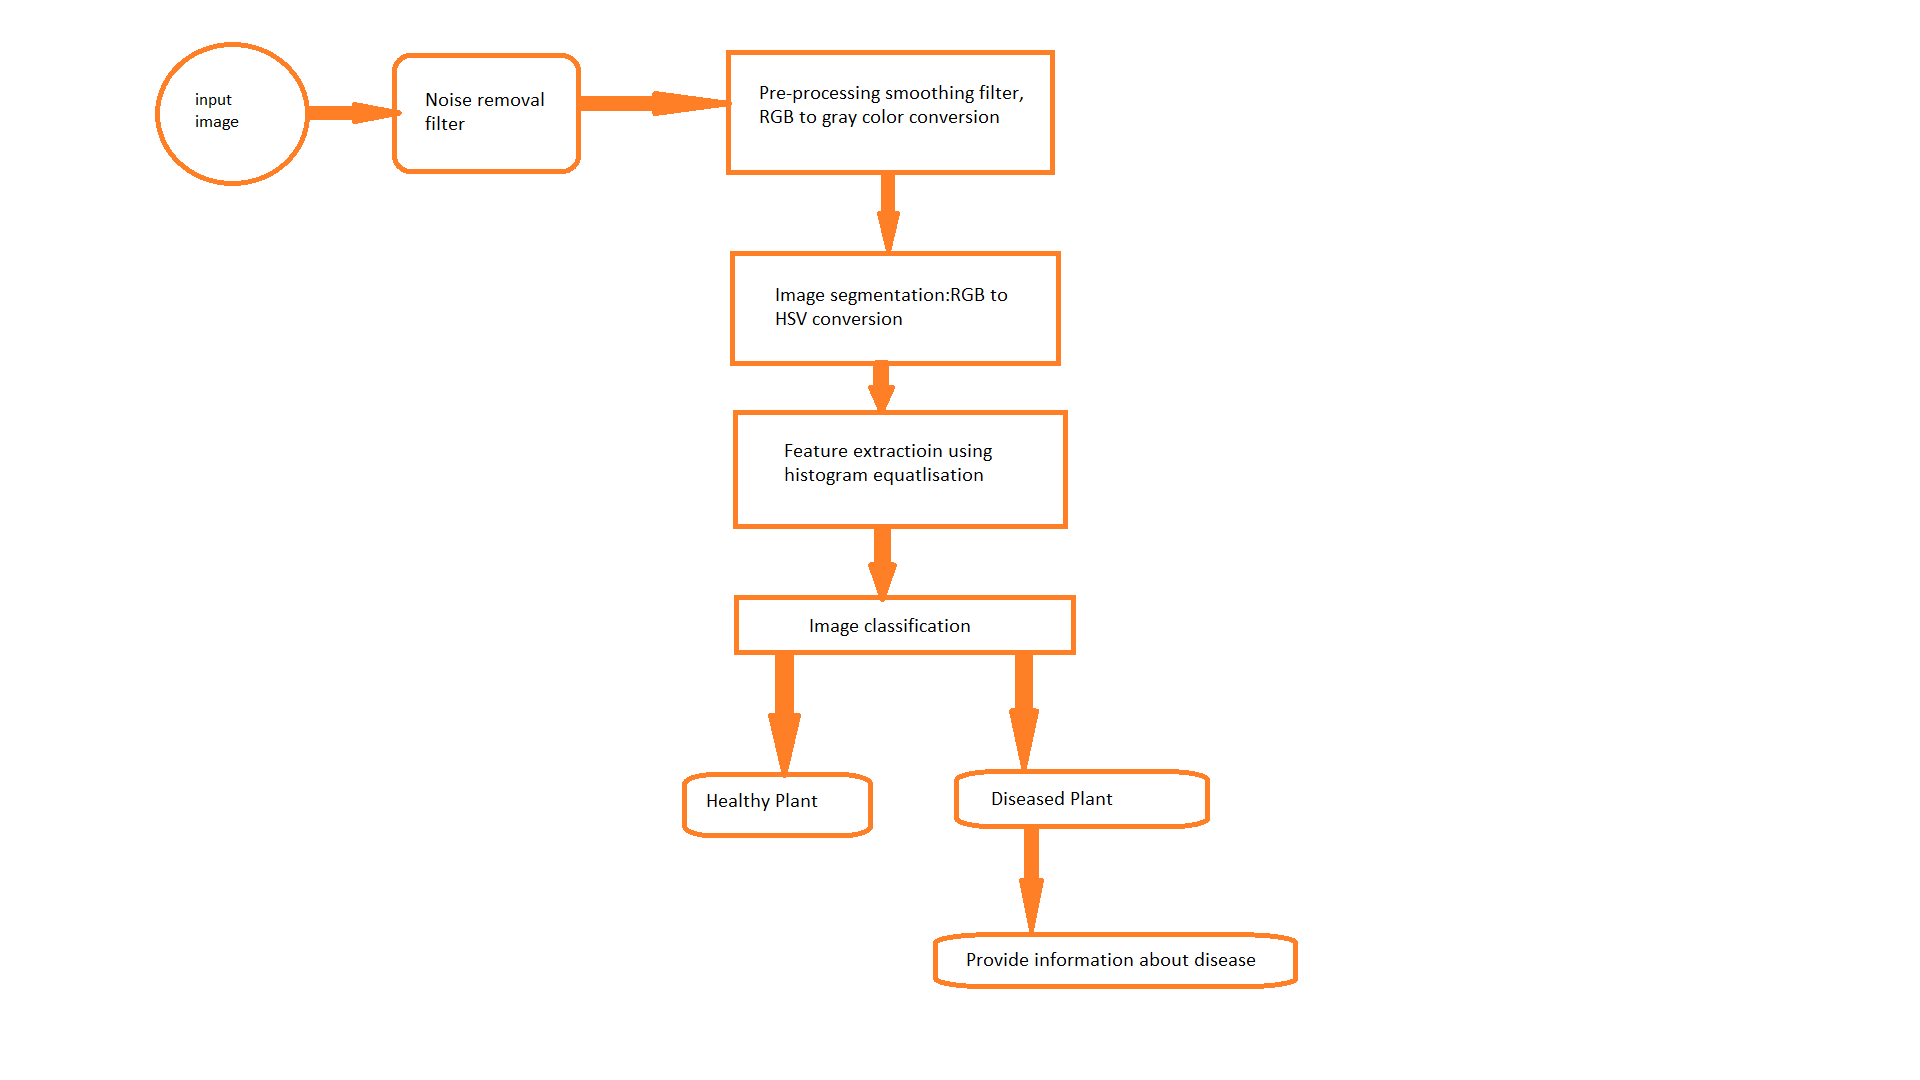 input
image
Noise removal
filter
Pre-processing smoothing filter,
RGB to gray color conversion
Image segmentation:RGB to
HSV conversion
Feature extractioin using
histogram equatlisation
Image classification
Healthy Plant
Diseased Plant
Provide information about disease